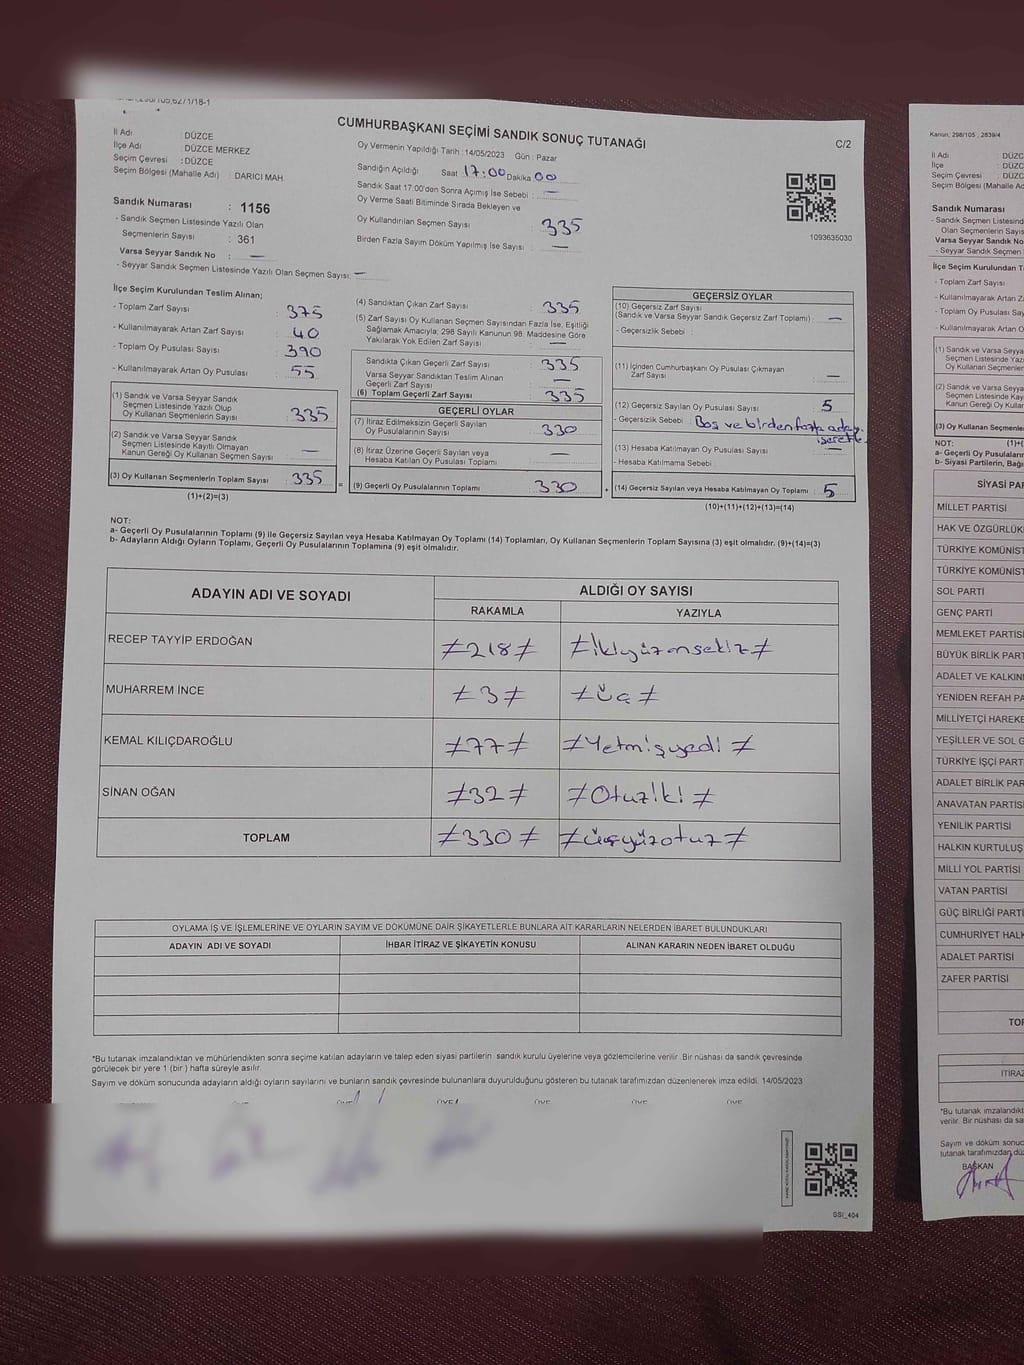 CUMHURBAŞKANI SEÇİMİ SANDIK SONUÇ TUTANAĞI
C/2
İl Adı : DÜZCE
İlçe Adı : DÜZCE MERKEZ
Seçim Çevresi : DÜZCE
Seçim Bölgesi (Mahalle Adı) : DARICI MAH.
Sandık Numarası : 1156
- Sandık Seçmen Listesinde Yazılı Olan
Seçmenlerin Sayısı : 361
Varsa Seyyar Sandık No : —
- Seyyar Sandık Seçmen Listesinde Yazılı Olan Seçmen Sayısı: —
Oy Vermenin Yapıldığı Tarih :14/05/2023 Gün : Pazar
Sandığın Açıldığı Saat 17:00 Dakika 00
Sandık Saat 17:00'den Sonra Açımış İse Sebebi : —
Oy Verme Saati Bitiminde Sırada Bekleyen ve
Oy Kullandırılan Seçmen Sayısı : 335
Birden Fazla Sayım Döküm Yapılmış İse Sayısı : —
1093635030
İlçe Seçim Kurulundan Teslim Alınan;
- Toplam Zarf Sayısı : 375
- Kullanılmayarak Artan Zarf Sayısı : 40
- Toplam Oy Pusulası Sayısı : 390
- Kullanılmayarak Artan Oy Pusulası : 55
(1) Sandık ve Varsa Seyyar Sandık
Seçmen Listesinde Yazılı Olup
Oy Kullanan Seçmenlerin Sayısı : 335
(2) Sandık ve Varsa Seyyar Sandık
Seçmen Listesinde Kayıtlı Olmayan
Kanun Gereği Oy Kullanan Seçmen Sayısı : —
(3) Oy Kullanan Seçmenlerin Toplam Sayısı : 335
(1)+(2)=(3)
(4) Sandıktan Çıkan Zarf Sayısı : 335
(5) Zarf Sayısı Oy Kullanan Seçmen Sayısından Fazla İse, Eşitliği
Sağlamak Amacıyla; 298 Sayılı Kanunun 98. Maddesine Göre
Yakılarak Yok Edilen Zarf Sayısı : —
Sandıkta Çıkan Geçerli Zarf Sayısı : 335
Varsa Seyyar Sandıktan Teslim Alınan
Geçerli Zarf Sayısı : —
(6) Toplam Geçerli Zarf Sayısı : 335
GEÇERLİ OYLAR
(7) İtiraz Edilmeksizin Geçerli Sayılan
Oy Pusulalarının Sayısı : 330
(8) İtiraz Üzerine Geçerli Sayılan veya
Hesaba Katılan Oy Pusulası Toplamı : —
(9) Geçerli Oy Pusulalarının Toplamı : 330
GEÇERSİZ OYLAR
(10) Geçersiz Zarf Sayısı
(Sandık ve Varsa Seyyar Sandık Geçersiz Zarf Toplamı) : —
- Geçersizlik Sebebi :
(11) İçinden Cumhurbaşkanı Oy Pusulası Çıkmayan
Zarf Sayısı : —
(12) Geçersiz Sayılan Oy Pusulası Sayısı : 5
- Geçersizlik Sebebi : Boş ve birden fazla aday.
işaretle.
(13) Hesaba Katılmayan Oy Pusulası Sayısı : —
- Hesaba Katılmama Sebebi :
(14) Geçersiz Sayılan veya Hesaba Katılmayan Oy Toplamı : 5
(10)+(11)+(12)+(13)=(14)
NOT:
a- Geçerli Oy Pusulalarının Toplamı (9) ile Geçersiz Sayılan veya Hesaba Katılmayan Oy Toplamı (14) Toplamları, Oy Kullanan Seçmenlerin Toplam Sayısına (3) eşit olmalıdır. (9)+(14)=(3)
b- Adayların Aldığı Oyların Toplamı, Geçerli Oy Pusulalarının Toplamına (9) eşit olmalıdır.
ADAYIN ADI VE SOYADI ALDIĞI OY SAYISI
RAKAMLA YAZIYLA
RECEP TAYYİP ERDOĞAN ≠218≠ ≠ikiyüzonsekiz≠
MUHARREM İNCE ≠3≠ ≠üç≠
KEMAL KILIÇDAROĞLU ≠77≠ ≠Yetmişyedi≠
SİNAN OĞAN ≠32≠ ≠Otuziki≠
TOPLAM ≠330≠ ≠üçyüzotuz≠
OYLAMA İŞ VE İŞLEMLERİNE VE OYLARIN SAYIM VE DÖKÜMÜNE DAİR ŞİKAYETLERLE BUNLARA AİT KARARLARIN NELERDEN İBARET BULUNDUKLARI
ADAYIN ADI VE SOYADI İHBAR İTİRAZ VE ŞİKAYETİN KONUSU ALINAN KARARIN NEDEN İBARET OLDUĞU
*Bu tutanak imzalandıktan ve mühürlendikten sonra seçime katılan adayların ve talep eden siyasi partilerin sandık kurulu üyelerine veya gözlemcilerine verilir. Bir nüshası da sandık çevresinde
görülecek bir yere 1 (bir) hafta süreyle asılır.
Sayım ve döküm sonucunda adayların aldığı oyların sayılarını ve bunların sandık çevresinde bulunanlara duyurulduğunu gösteren bu tutanak tarafımızdan düzenlenerek imza edildi. 14/05/2023
GSI_404
Kanun; 298/105 , 2839/4
İl Adı : DÜZC
İlçe : DÜZC
Seçim Çevresi : DÜZC
Seçim Bölgesi (Mahalle Adı)
Sandık Numarası
- Sandık Seçmen Listesind
Olan Seçmenlerin Sayıs
Varsa Seyyar Sandık No
- Seyyar Sandık Seçmen
İlçe Seçim Kurulundan T
- Toplam Zarf Sayısı
- Kullanılmayarak Artan Z
- Toplam Oy Pusulası Sayıs
- Kullanılmayarak Artan O
(1) Sandık ve Varsa Seyya
Seçmen Listesinde Yaz
Oy Kullanan Seçmenler
(2) Sandık ve Varsa Seyya
Seçmen Listesinde Kay
Kanun Gereği Oy Kullan
(3) Oy Kullanan Seçmenle
NOT: (1)+(
a- Geçerli Oy Pusulaların
b- Siyasi Partilerin, Bağı
SİYASİ PAR
MİLLET PARTİSİ
HAK VE ÖZGÜRLÜK
TÜRKİYE KOMÜNİST
TÜRKİYE KOMÜNİST
SOL PARTİ
GENÇ PARTİ
MEMLEKET PARTİSİ
BÜYÜK BİRLİK PART
ADALET VE KALKIN
YENİDEN REFAH PA
MİLLİYETÇİ HAREKE
YEŞİLLER VE SOL G
TÜRKİYE İŞÇİ PART
ADALET BİRLİK PAR
ANAVATAN PARTİSİ
YENİLİK PARTİSİ
HALKIN KURTULUŞ
MİLLİ YOL PARTİSİ
VATAN PARTİSİ
GÜÇ BİRLİĞİ PARTİ
CUMHURİYET HALK
ADALET PARTİSİ
ZAFER PARTİSİ
TOP
İTİRAZ
*Bu tutanak imzalandıkt
verilir. Bir nüshası da sa
Sayım ve döküm sonuc
tutanak tarafımızdan dü
BAŞKAN